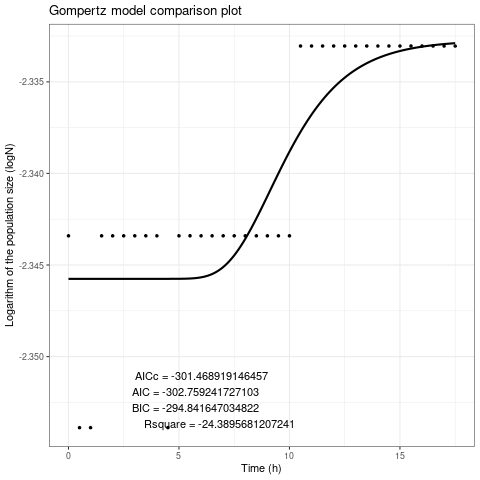 Gompertz model comparison plot
Logarithm of the population size (logN)
-2.335
-2.340
-2.345
-2.350
AICc = -301.468919146457
AIC = -302.759241727103
BIC = -294.841647034822
Rsquare = -24.3895681207241
0 5 10 15
Time (h)